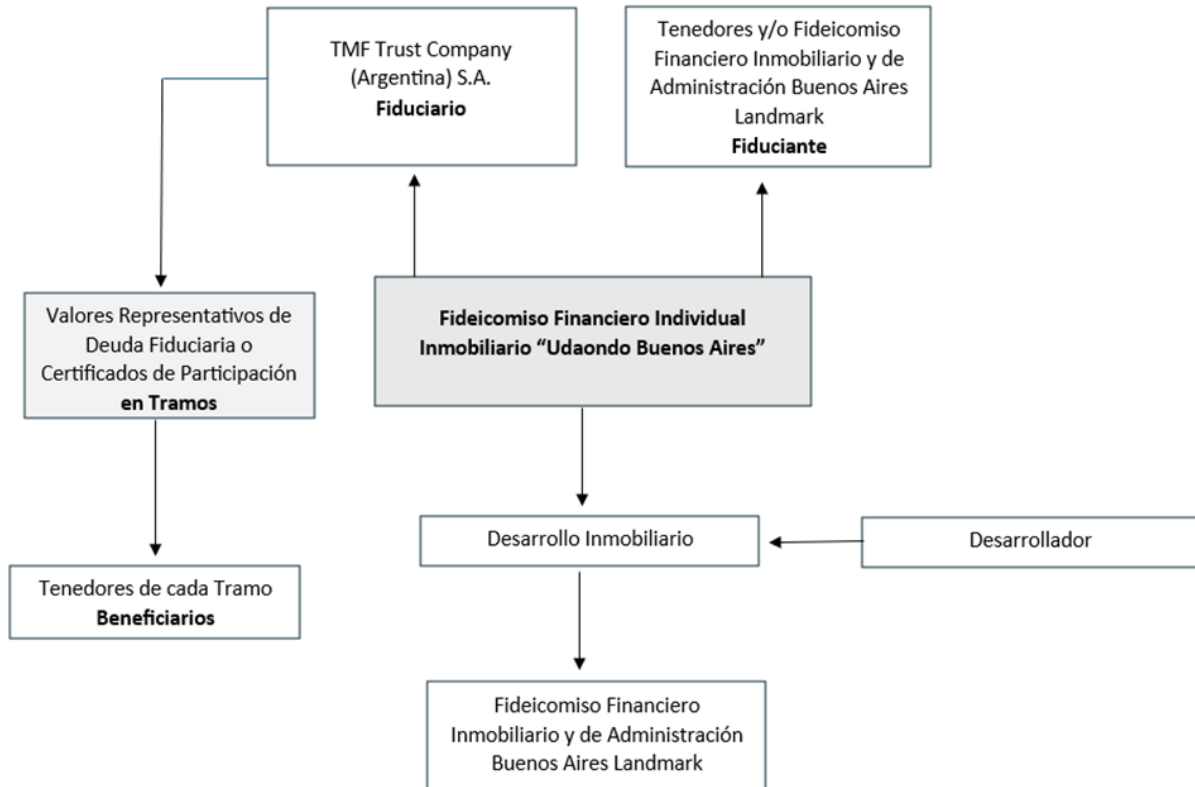 TMF Trust Company
(Argentina) S.A.
Fiduciario
Tenedores y/o Fideicomiso
Financiero Inmobiliario y de
Administración Buenos Aires
Landmark
Fiduciante
Valores Representativos de
Deuda Fiduciaria o
Certificados de Participación
en Tramos
Fideicomiso Financiero Individual
Inmobiliario “Udaondo Buenos Aires”
Desarrollo Inmobiliario
Desarrollador
Tenedores de cada Tramo
Beneficiarios
Fideicomiso Financiero
Inmobiliario y de Administración
Buenos Aires Landmark